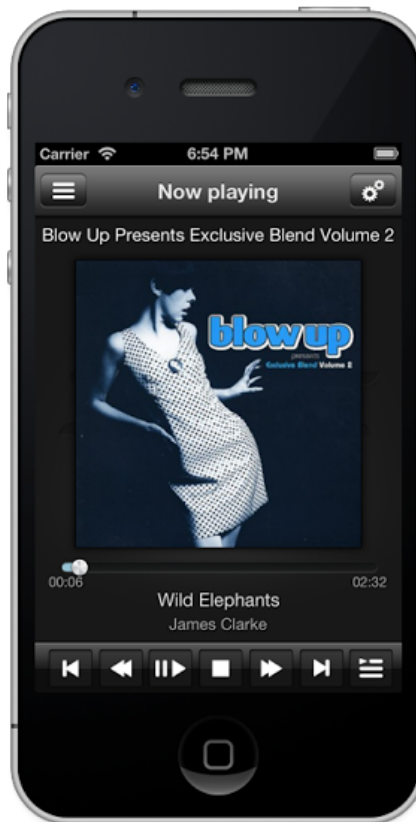 Carrier 6:54 PM
Now playing
Blow Up Presents Exclusive Blend Volume 2
blow up
presents
Exclusive Blend Volume 2
00:06 02:32
Wild Elephants
James Clarke